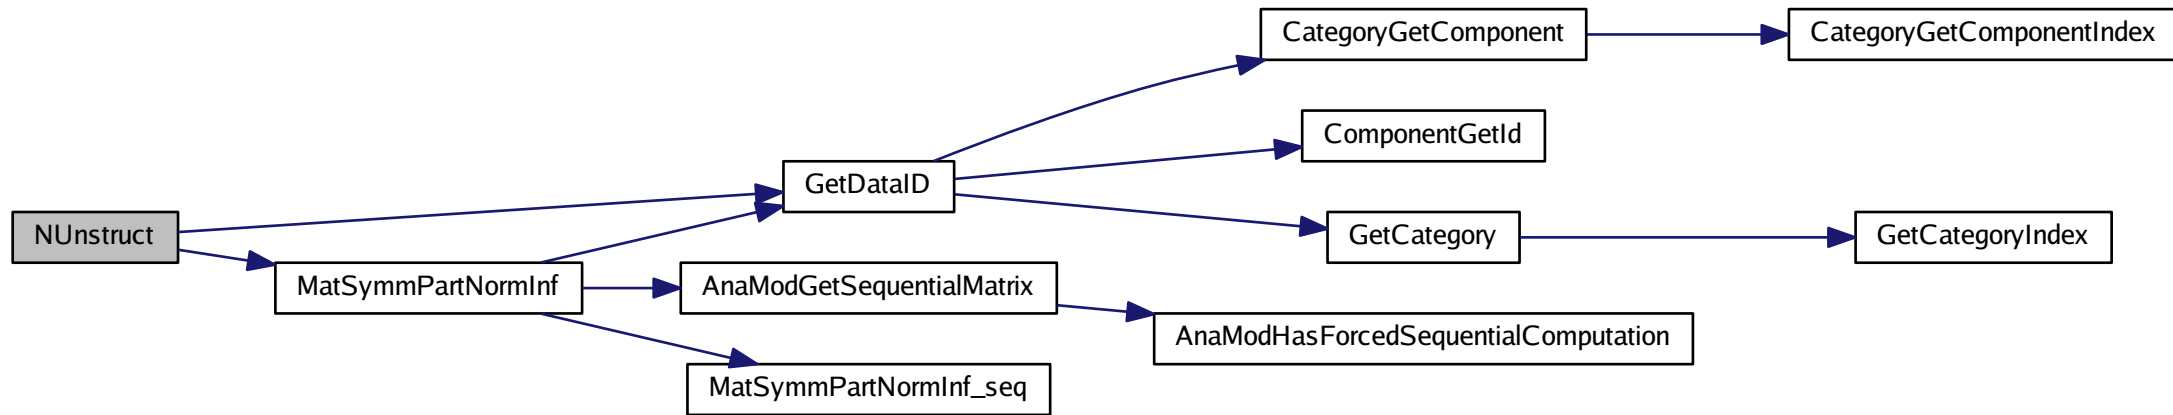 CategoryGetComponent
CategoryGetComponentIndex
ComponentGetId
GetDataID
NUnstruct
GetCategory
GetCategoryIndex
MatSymmPartNormInf
AnaModGetSequentialMatrix
AnaModHasForcedSequentialComputation
MatSymmPartNormInf_seq